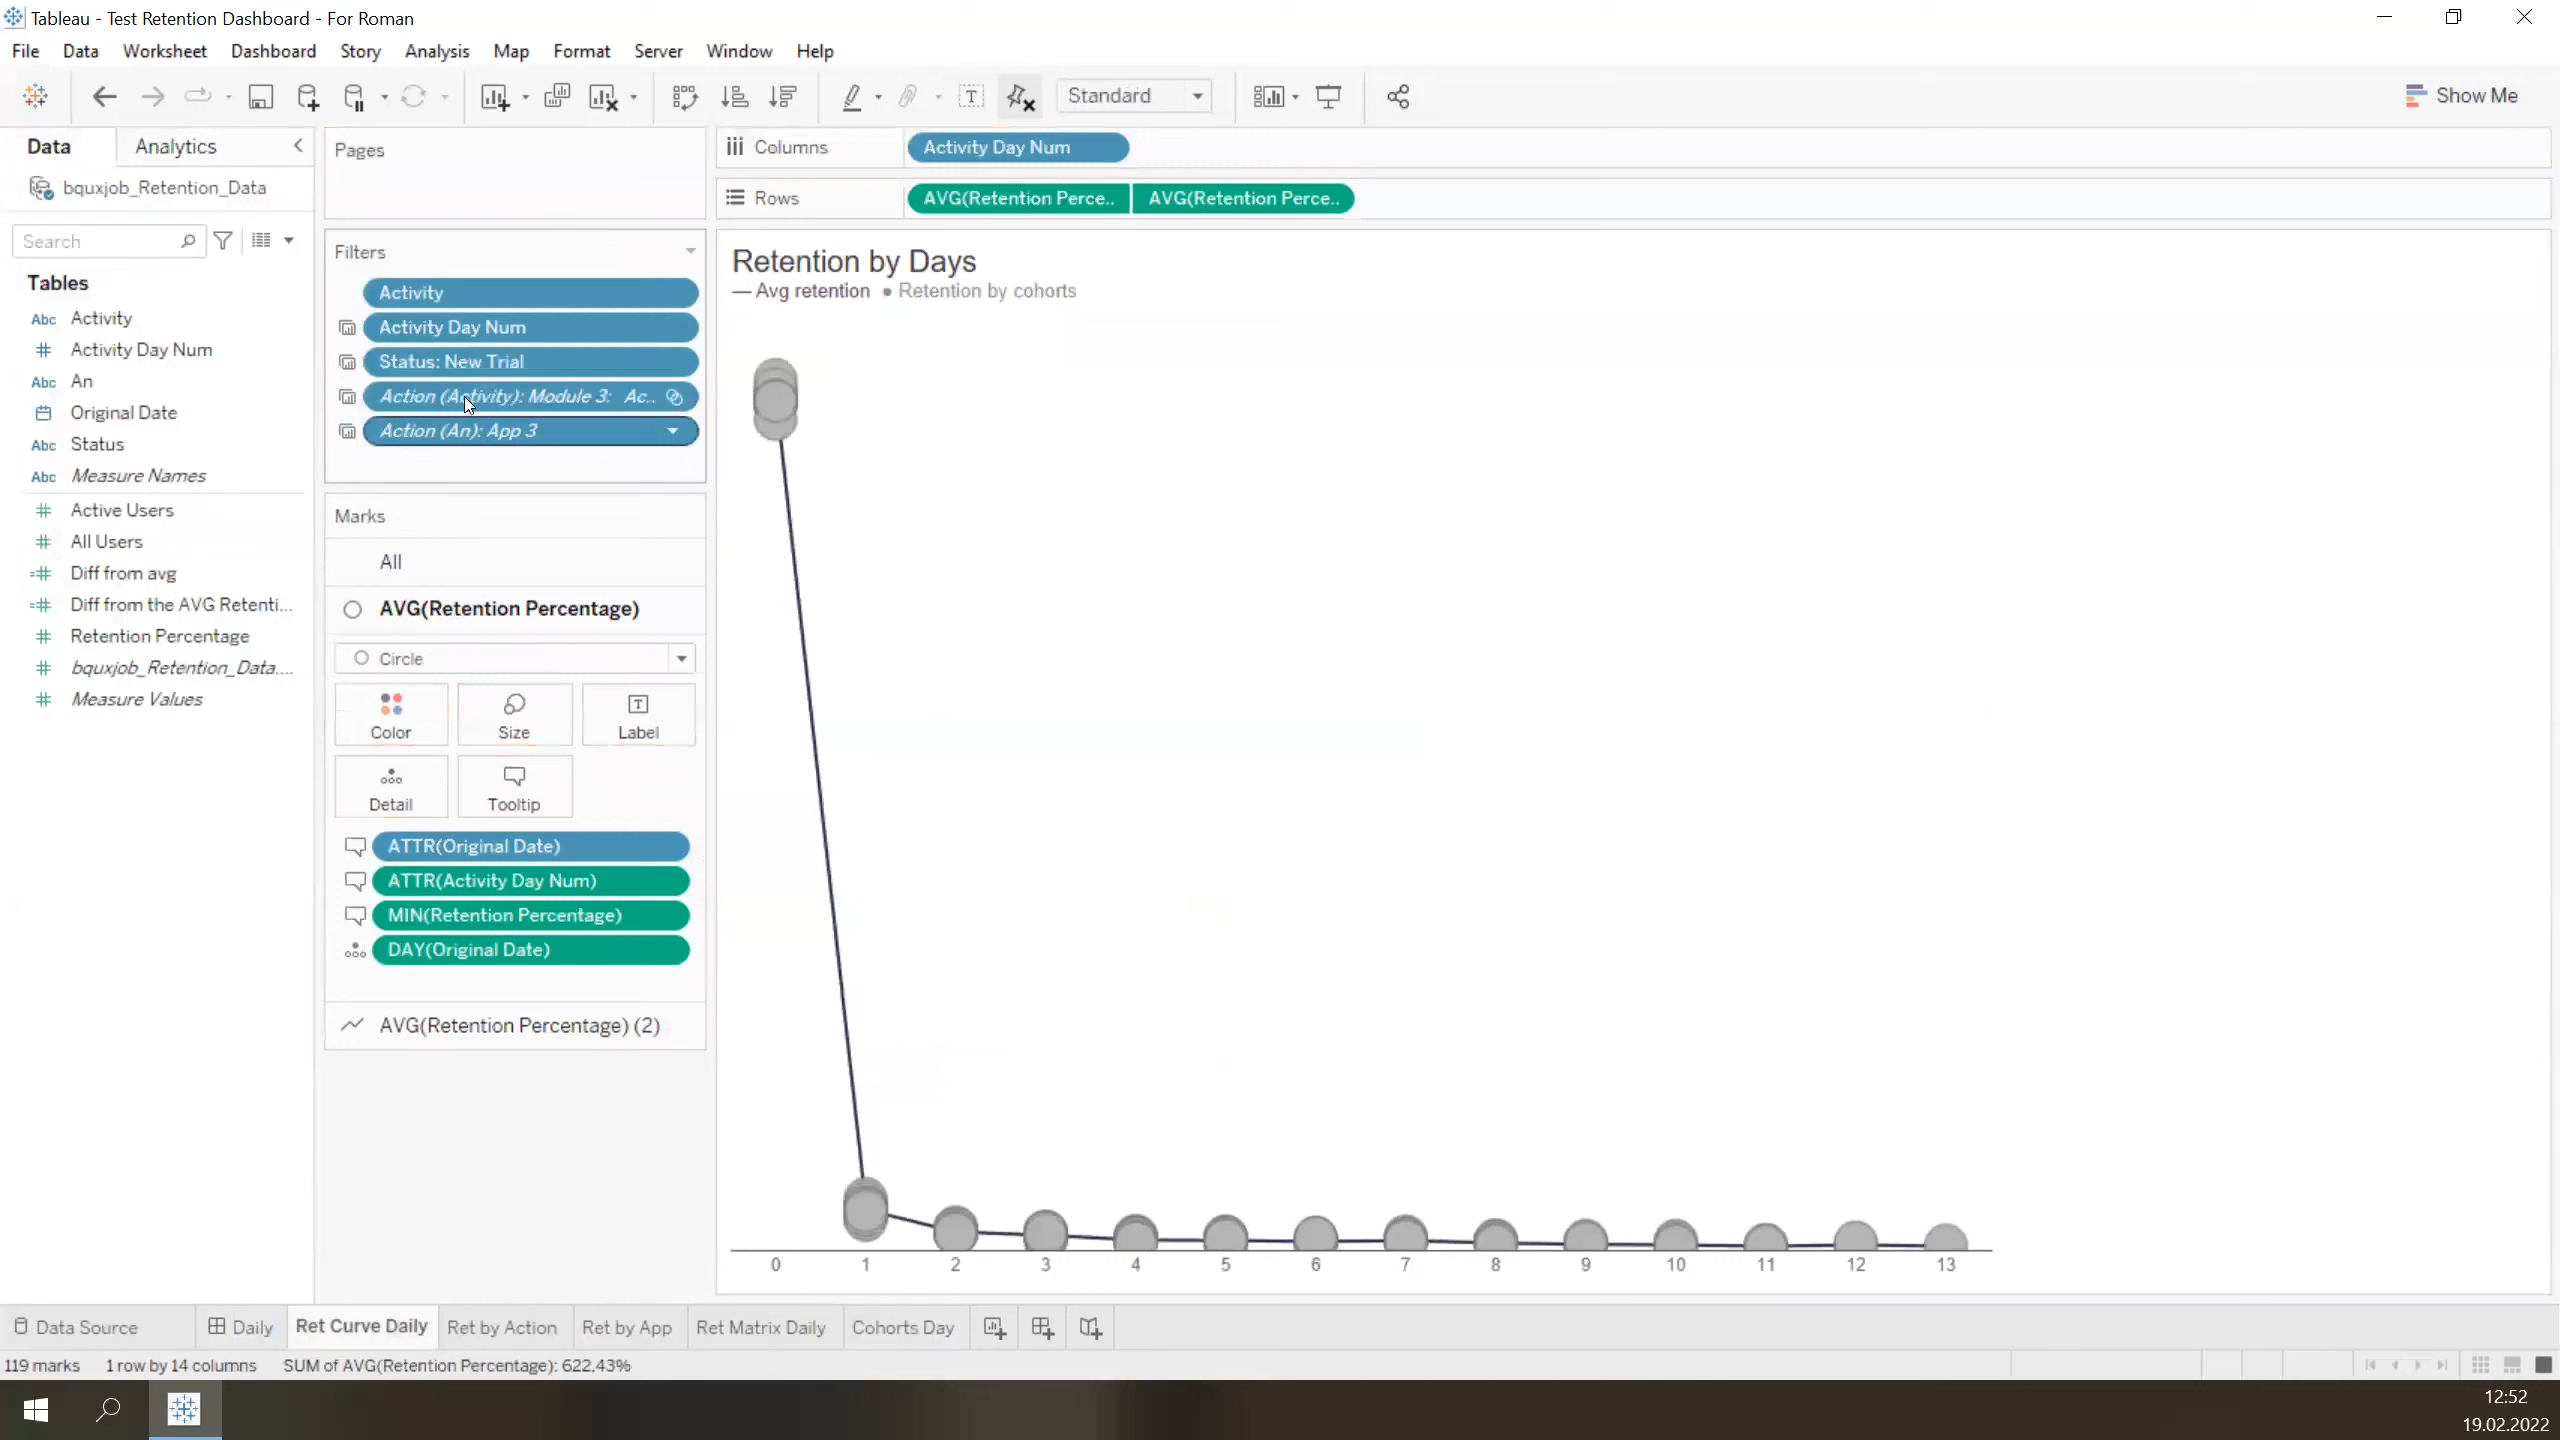 Tableau - Test Retention Dashboard - For Roman
File Data Worksheet Dashboard Story Analysis Map Format Server Window Help
Standard
Show Me
Data Analytics
bquxjob_Retention_Data
Search
Tables
Abc Activity
# Activity Day Num
Abc An
Original Date
Abc Status
Abc Measure Names
# Active Users
# All Users
=# Diff from avg
=# Diff from the AVG Retenti...
# Retention Percentage
# bquxjob_Retention_Data....
# Measure Values
Pages
Filters
Activity
Activity Day Num
Status: New Trial
Action (Activity): Module 3: Ac..
Action (An): App 3
Marks
All
AVG(Retention Percentage)
Circle
Color Size Label
Detail Tooltip
ATTR(Original Date)
ATTR(Activity Day Num)
MIN(Retention Percentage)
DAY(Original Date)
AVG(Retention Percentage) (2)
Columns Activity Day Num
Rows AVG(Retention Perce.. AVG(Retention Perce..
Retention by Days
— Avg retention ● Retention by cohorts
0 1 2 3 4 5 6 7 8 9 10 11 12 13
Data Source Daily Ret Curve Daily Ret by Action Ret by App Ret Matrix Daily Cohorts Day
119 marks 1 row by 14 columns SUM of AVG(Retention Percentage): 622,43%
12:52
19.02.2022